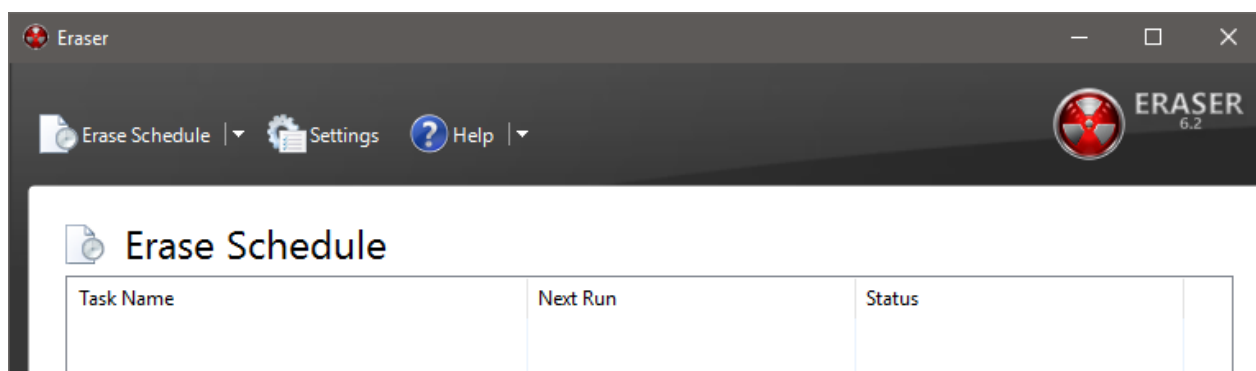 Eraser
ERASER
6.2
Erase Schedule Settings Help
Erase Schedule
Task Name Next Run Status